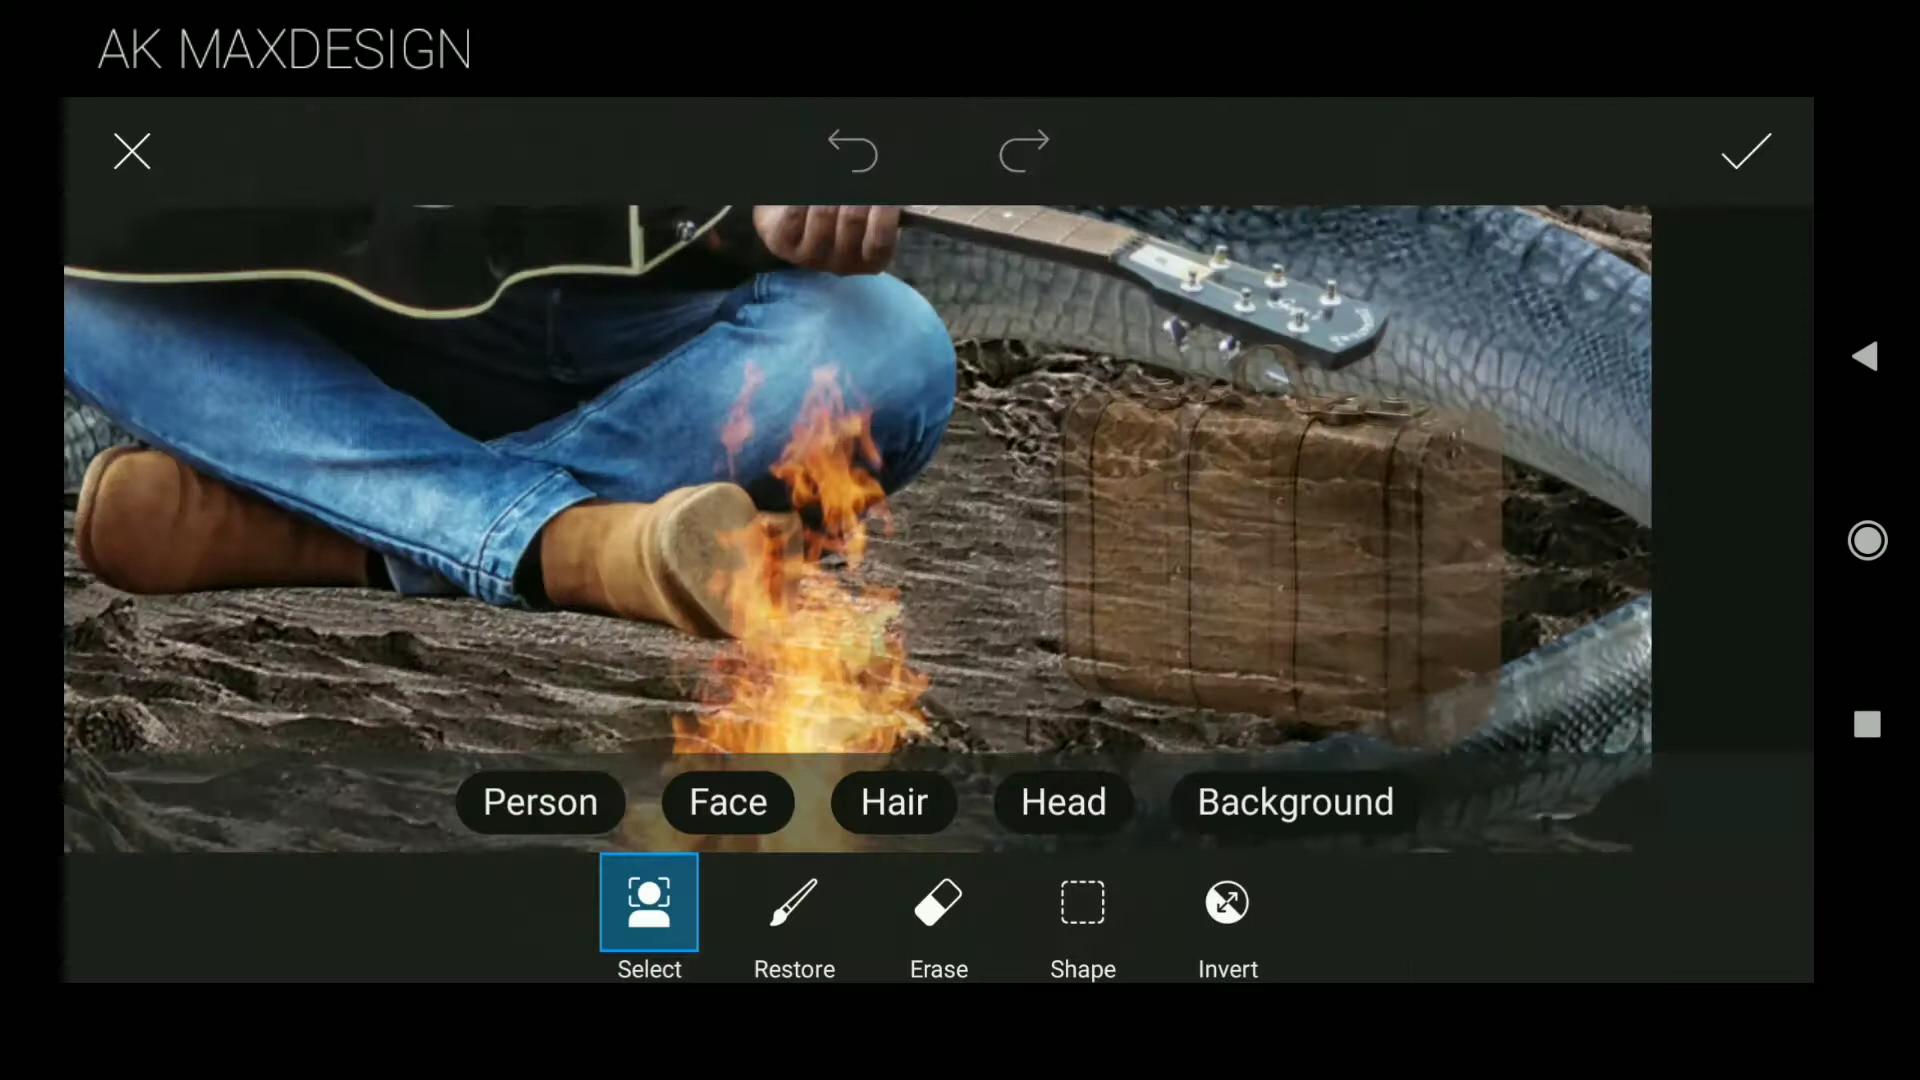 AK MAXDESIGN
Person Face Hair Head Background
Select Restore Erase Shape Invert